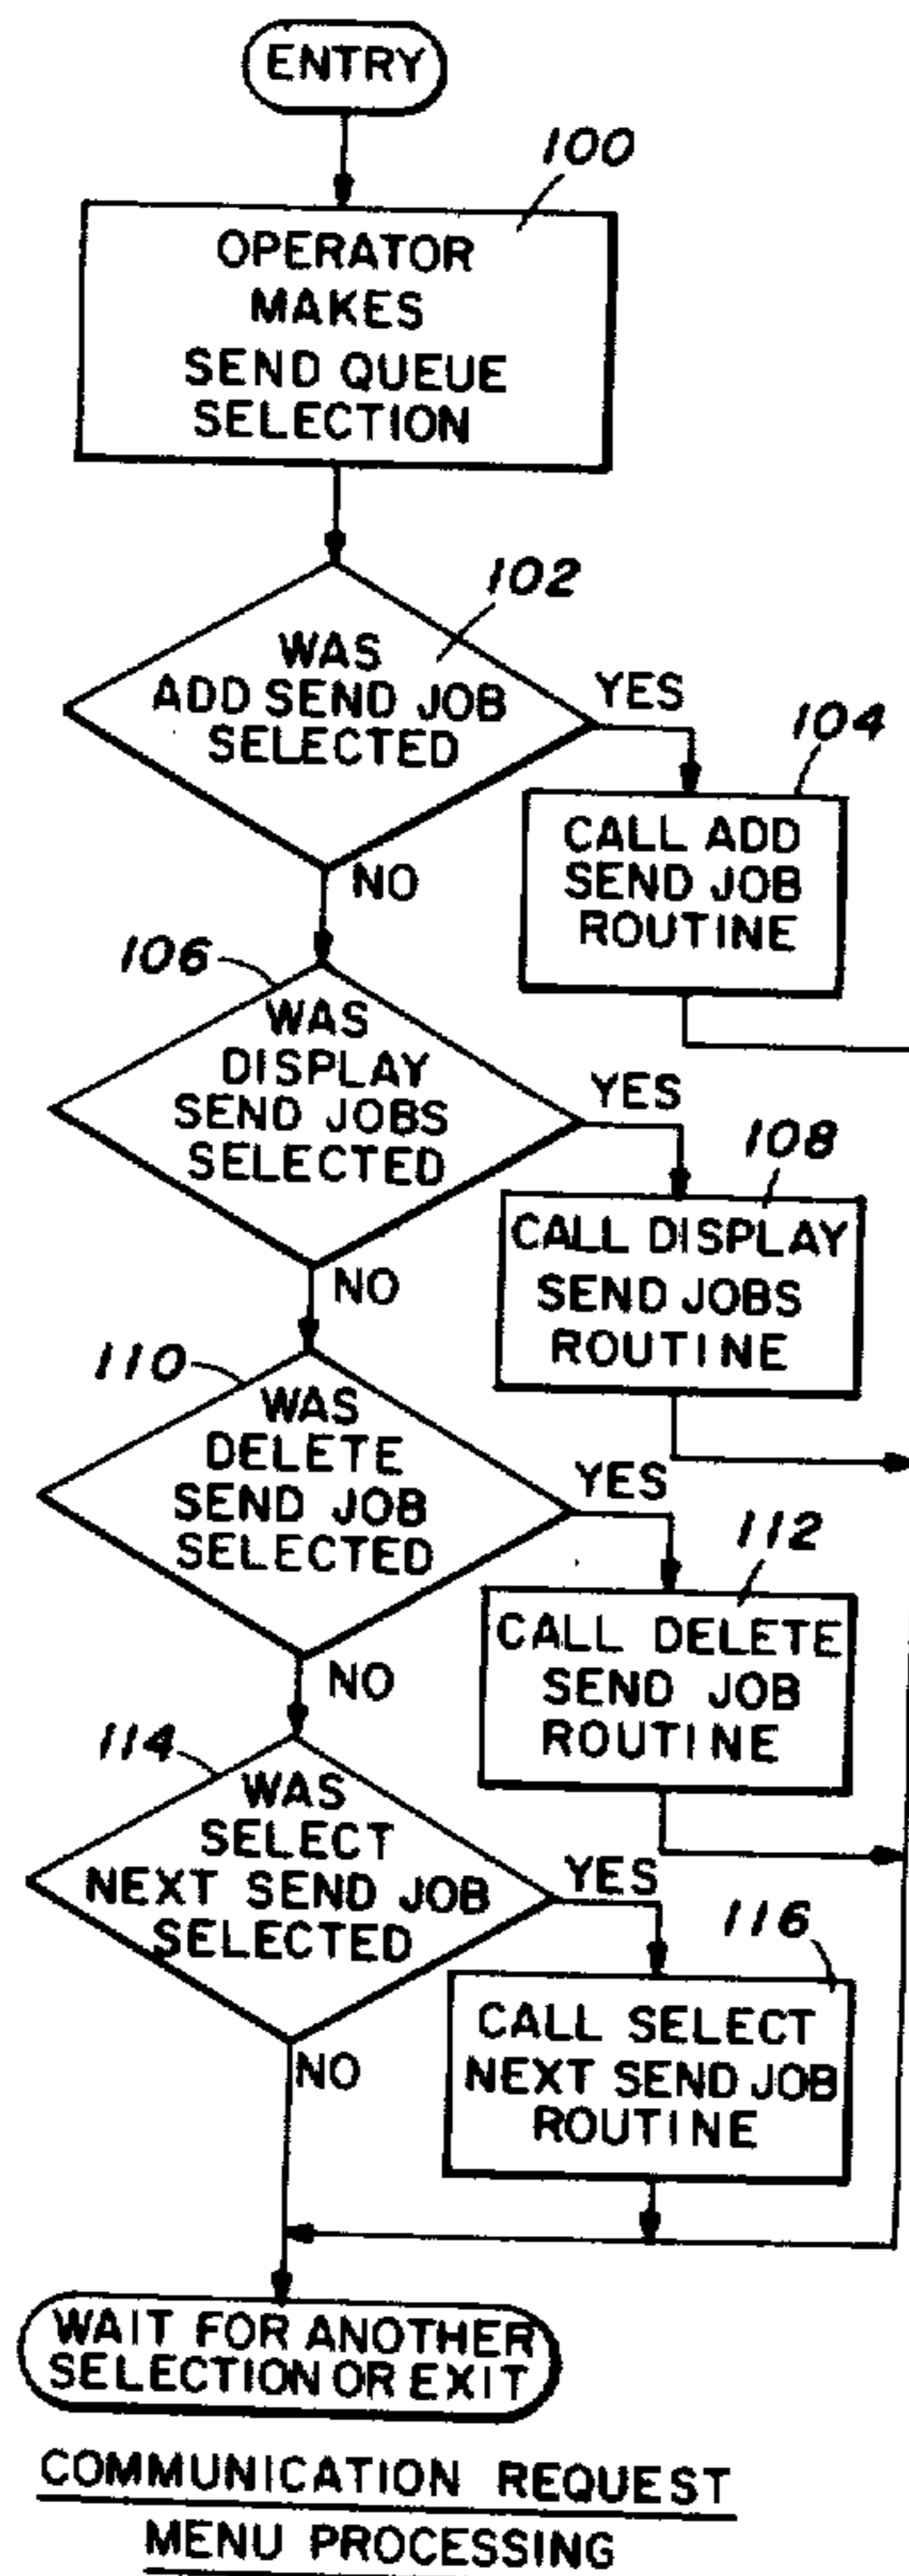 ENTRY
100
OPERATOR
MAKES
SEND QUEUE
SELECTION
102
WAS
ADD SEND JOB
SELECTED
YES
104
CALL ADD
SEND JOB
ROUTINE
NO
106
WAS
DISPLAY
SEND JOBS
SELECTED
YES
108
CALL DISPLAY
SEND JOBS
ROUTINE
NO
110
WAS
DELETE
SEND JOB
SELECTED
YES
112
CALL DELETE
SEND JOB
ROUTINE
NO
114
WAS
SELECT
NEXT SEND JOB
SELECTED
YES
116
CALL SELECT
NEXT SEND JOB
ROUTINE
NO
WAIT FOR ANOTHER
SELECTION OR EXIT
COMMUNICATION REQUEST
MENU PROCESSING